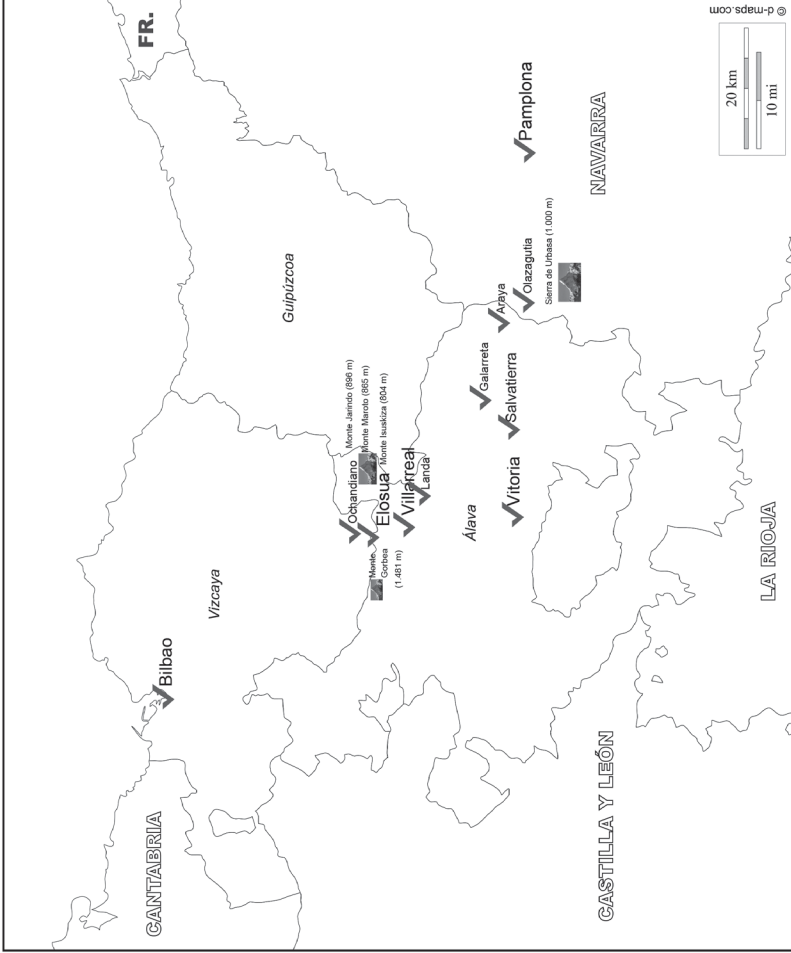 CANTABRIA
FR.
Bilbao
Vizcaya
Guipúzcoa
Ochandiano
Monte Jarindo (896 m)
Monte Maroto (865 m)
Monte Isuskiza (804 m)
Elosua
Monte
Gorbea
(1.481 m)
Villarreal
Landa
Álava
Galarreta
Araya
Vitoria
Salvatierra
Olazagutia
Pamplona
Sierra de Urbasa (1.000 m)
NAVARRA
CASTILLA Y LEÓN
LA RIOJA
20 km
10 mi
© d-maps.com